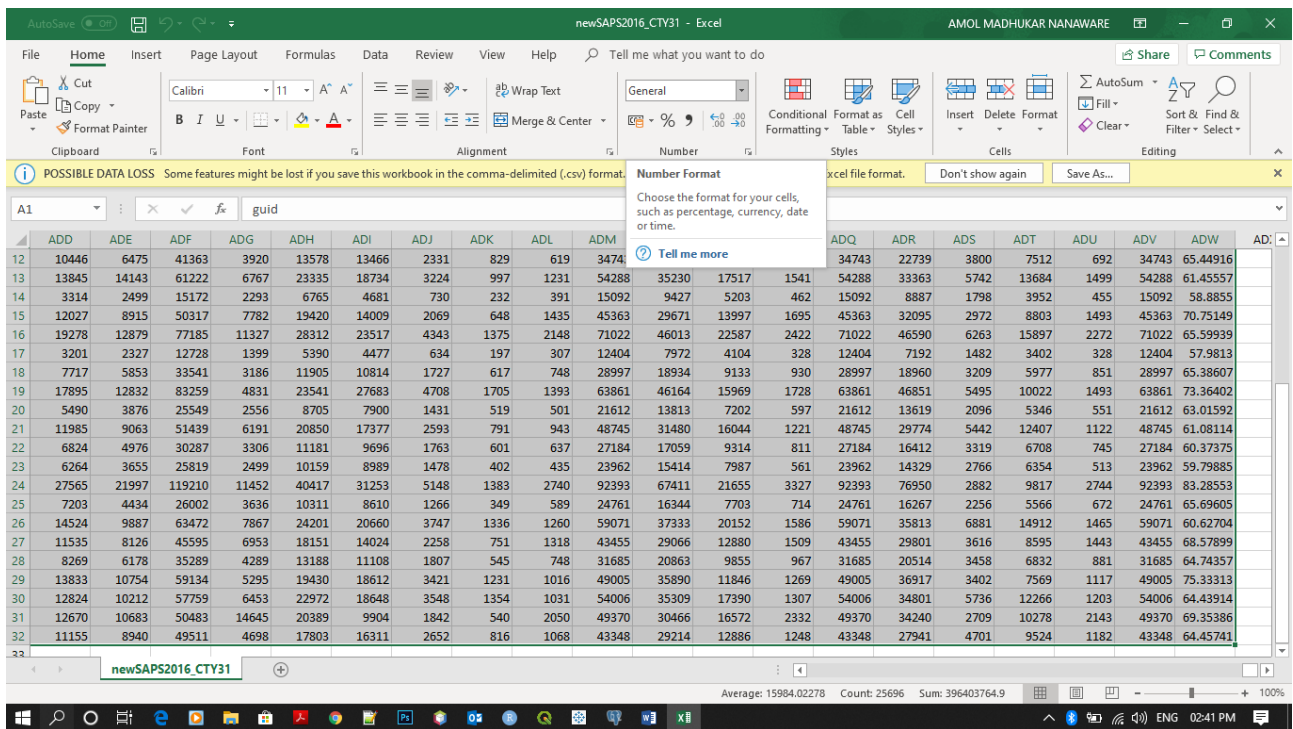 AutoSave Off newSAPS2016_CTY31 - Excel AMOL MADHUKAR NANAWARE
File Home Insert Page Layout Formulas Data Review View Help Tell me what you want to do Share Comments
Cut
Copy
Format Painter
Paste
Clipboard
Calibri 11 A^ Aˇ
B I U A
Font
Wrap Text
Merge & Center
Alignment
General
% 9
Number
Conditional Formatting
Format as Table
Cell Styles
Styles
Insert Delete Format
Cells
AutoSum
Fill
Clear
Sort & Filter
Find & Select
Editing
POSSIBLE DATA LOSS Some features might be lost if you save this workbook in the comma-delimited (.csv) format. xcel file format. Don't show again Save As...
Number Format
Choose the format for your cells,
such as percentage, currency, date
or time.
Tell me more
A1 fx guid
ADD ADE ADF ADG ADH ADI ADJ ADK ADL ADM ADQ ADR ADS ADT ADU ADV ADW
12 10446 6475 41363 3920 13578 13466 2331 829 619 3474 34743 22739 3800 7512 692 34743 65.44916
13 13845 14143 61222 6767 23335 18734 3224 997 1231 54288 35230 17517 1541 54288 33363 5742 13684 1499 54288 61.45557
14 3314 2499 15172 2293 6765 4681 730 232 391 15092 9427 5203 462 15092 8887 1798 3952 455 15092 58.8855
15 12027 8915 50317 7782 19420 14009 2069 648 1435 45363 29671 13997 1695 45363 32095 2972 8803 1493 45363 70.75149
16 19278 12879 77185 11327 28312 23517 4343 1375 2148 71022 46013 22587 2422 71022 46590 6263 15897 2272 71022 65.59939
17 3201 2327 12728 1399 5390 4477 634 197 307 12404 7972 4104 328 12404 7192 1482 3402 328 12404 57.9813
18 7717 5853 33541 3186 11905 10814 1727 617 748 28997 18934 9133 930 28997 18960 3209 5977 851 28997 65.38607
19 17895 12832 83259 4831 23541 27683 4708 1705 1393 63861 46164 15969 1728 63861 46851 5495 10022 1493 63861 73.36402
20 5490 3876 25549 2556 8705 7900 1431 519 501 21612 13813 7202 597 21612 13619 2096 5346 551 21612 63.01592
21 11985 9063 51439 6191 20850 17377 2593 791 943 48745 31480 16044 1221 48745 29774 5442 12407 1122 48745 61.08114
22 6824 4976 30287 3306 11181 9696 1763 601 637 27184 17059 9314 811 27184 16412 3319 6708 745 27184 60.37375
23 6264 3655 25819 2499 10159 8989 1478 402 435 23962 15414 7987 561 23962 14329 2766 6354 513 23962 59.79885
24 27565 21997 119210 11452 40417 31253 5148 1383 2740 92393 67411 21655 3327 92393 76950 2882 9817 2744 92393 83.28553
25 7203 4434 26002 3636 10311 8610 1266 349 589 24761 16344 7703 714 24761 16267 2256 5566 672 24761 65.69605
26 14524 9887 63472 7867 24201 20660 3747 1336 1260 59071 37333 20152 1586 59071 35813 6881 14912 1465 59071 60.62704
27 11535 8126 45595 6953 18151 14024 2258 751 1318 43455 29066 12880 1509 43455 29801 3616 8595 1443 43455 68.57899
28 8269 6178 35289 4289 13188 11108 1807 545 748 31685 20863 9855 967 31685 20514 3458 6832 881 31685 64.74357
29 13833 10754 59134 5295 19430 18612 3421 1231 1016 49005 35890 11846 1269 49005 36917 3402 7569 1117 49005 75.33313
30 12824 10212 57759 6453 22972 18648 3548 1354 1031 54006 35309 17390 1307 54006 34801 5736 12266 1203 54006 64.43914
31 12670 10683 50483 14645 20389 9904 1842 540 2050 49370 30466 16572 2332 49370 34240 2709 10278 2143 49370 69.35386
32 11155 8940 49511 4698 17803 16311 2652 816 1068 43348 29214 12886 1248 43348 27941 4701 9524 1182 43348 64.45741
33
newSAPS2016_CTY31
Average: 15984.02278 Count: 25696 Sum: 396403764.9 100%
ENG 02:41 PM